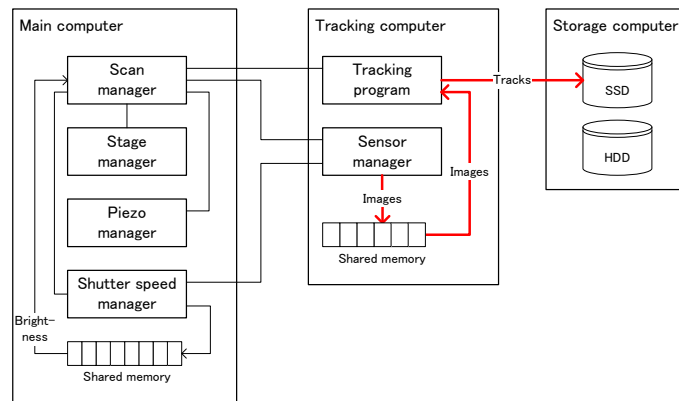 Main computer
Scan
manager
Stage
manager
Piezo
manager
Shutter speed
manager
Bright-
ness
Shared memory
Tracking computer
Tracking
program
Sensor
manager
Images
Images
Shared memory
Tracks
Storage computer
SSD
HDD